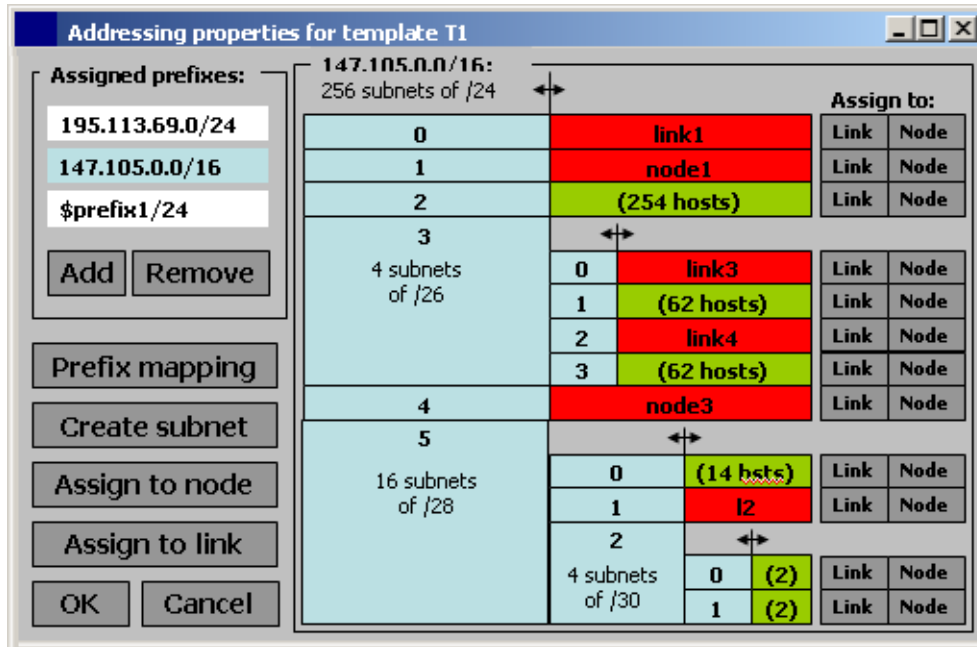 Addressing properties for template T1
Assigned prefixes:
195.113.69.0/24
147.105.0.0/16
$prefix1/24
Add Remove
Prefix mapping
Create subnet
Assign to node
Assign to link
OK Cancel
147.105.0.0/16:
256 subnets of /24
Assign to:
0 link1 Link Node
1 node1 Link Node
2 (254 hosts) Link Node
3
4 subnets
of /26
0 link3 Link Node
1 (62 hosts) Link Node
2 link4 Link Node
3 (62 hosts) Link Node
4 node3 Link Node
5
16 subnets
of /28
0 (14 hsts) Link Node
1 l2 Link Node
2
4 subnets
of /30
0 (2) Link Node
1 (2) Link Node